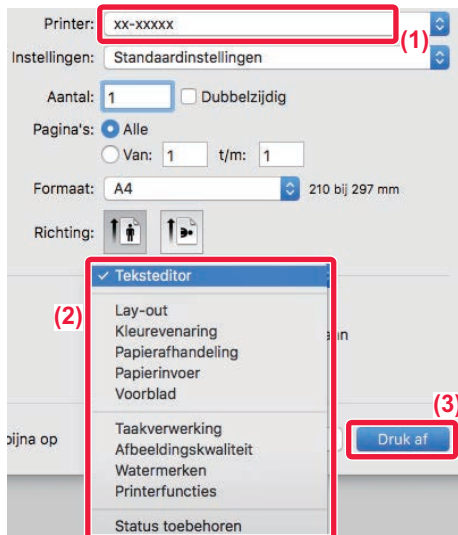 Printer: xx-xxxxx
(1)
Instellingen: Standaardinstellingen
Aantal: 1 Dubbelzijdig
Pagina's: Alle
Van: 1 t/m: 1
Formaat: A4 210 bij 297 mm
Richting:
✓ Teksteditor
(2)
Lay-out
Kleurevenaring
Papierafhandeling
Papierinvoer
Voorblad
(3)
Taakverwerking
bijna op Druk af
Afbeeldingskwaliteit
Watermerken
Printerfuncties
Status toebehoren